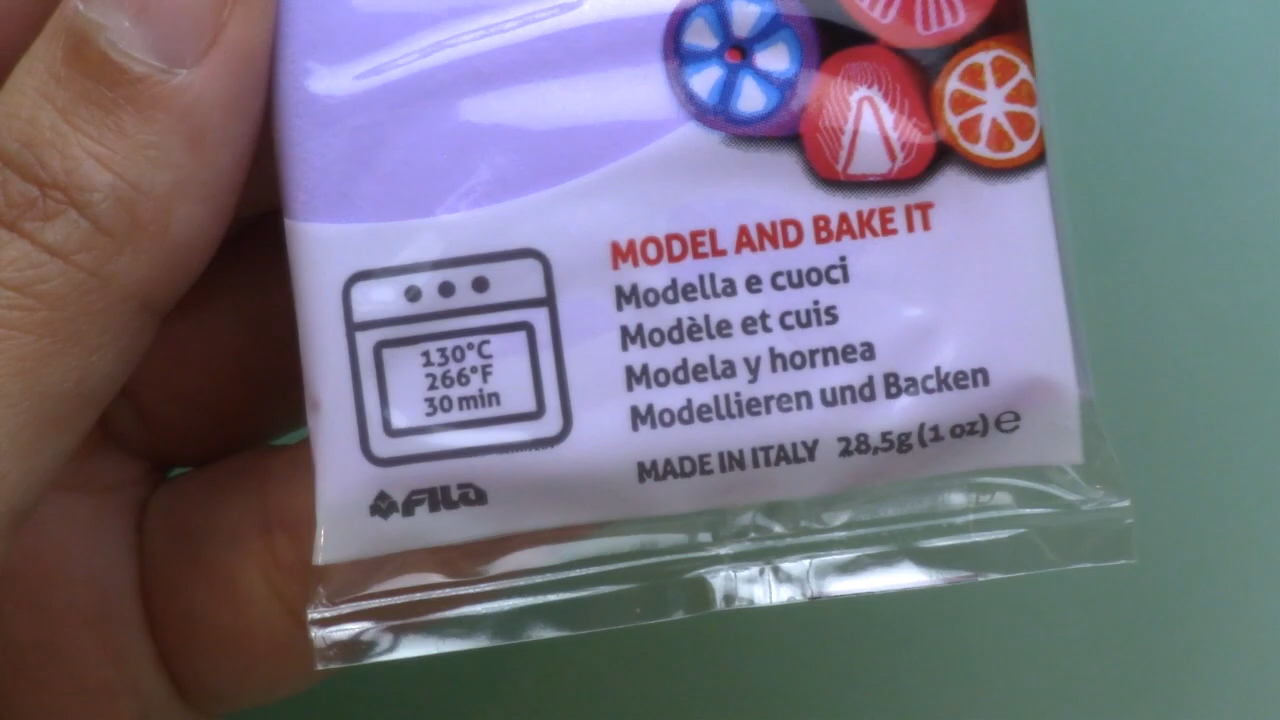 MODEL AND BAKE IT
Modella e cuoci
Modèle et cuis
Modela y hornea
Modellieren und Backen
MADE IN ITALY 28,5g (1 oz) ℮
130°C
266°F
30 min
FILA